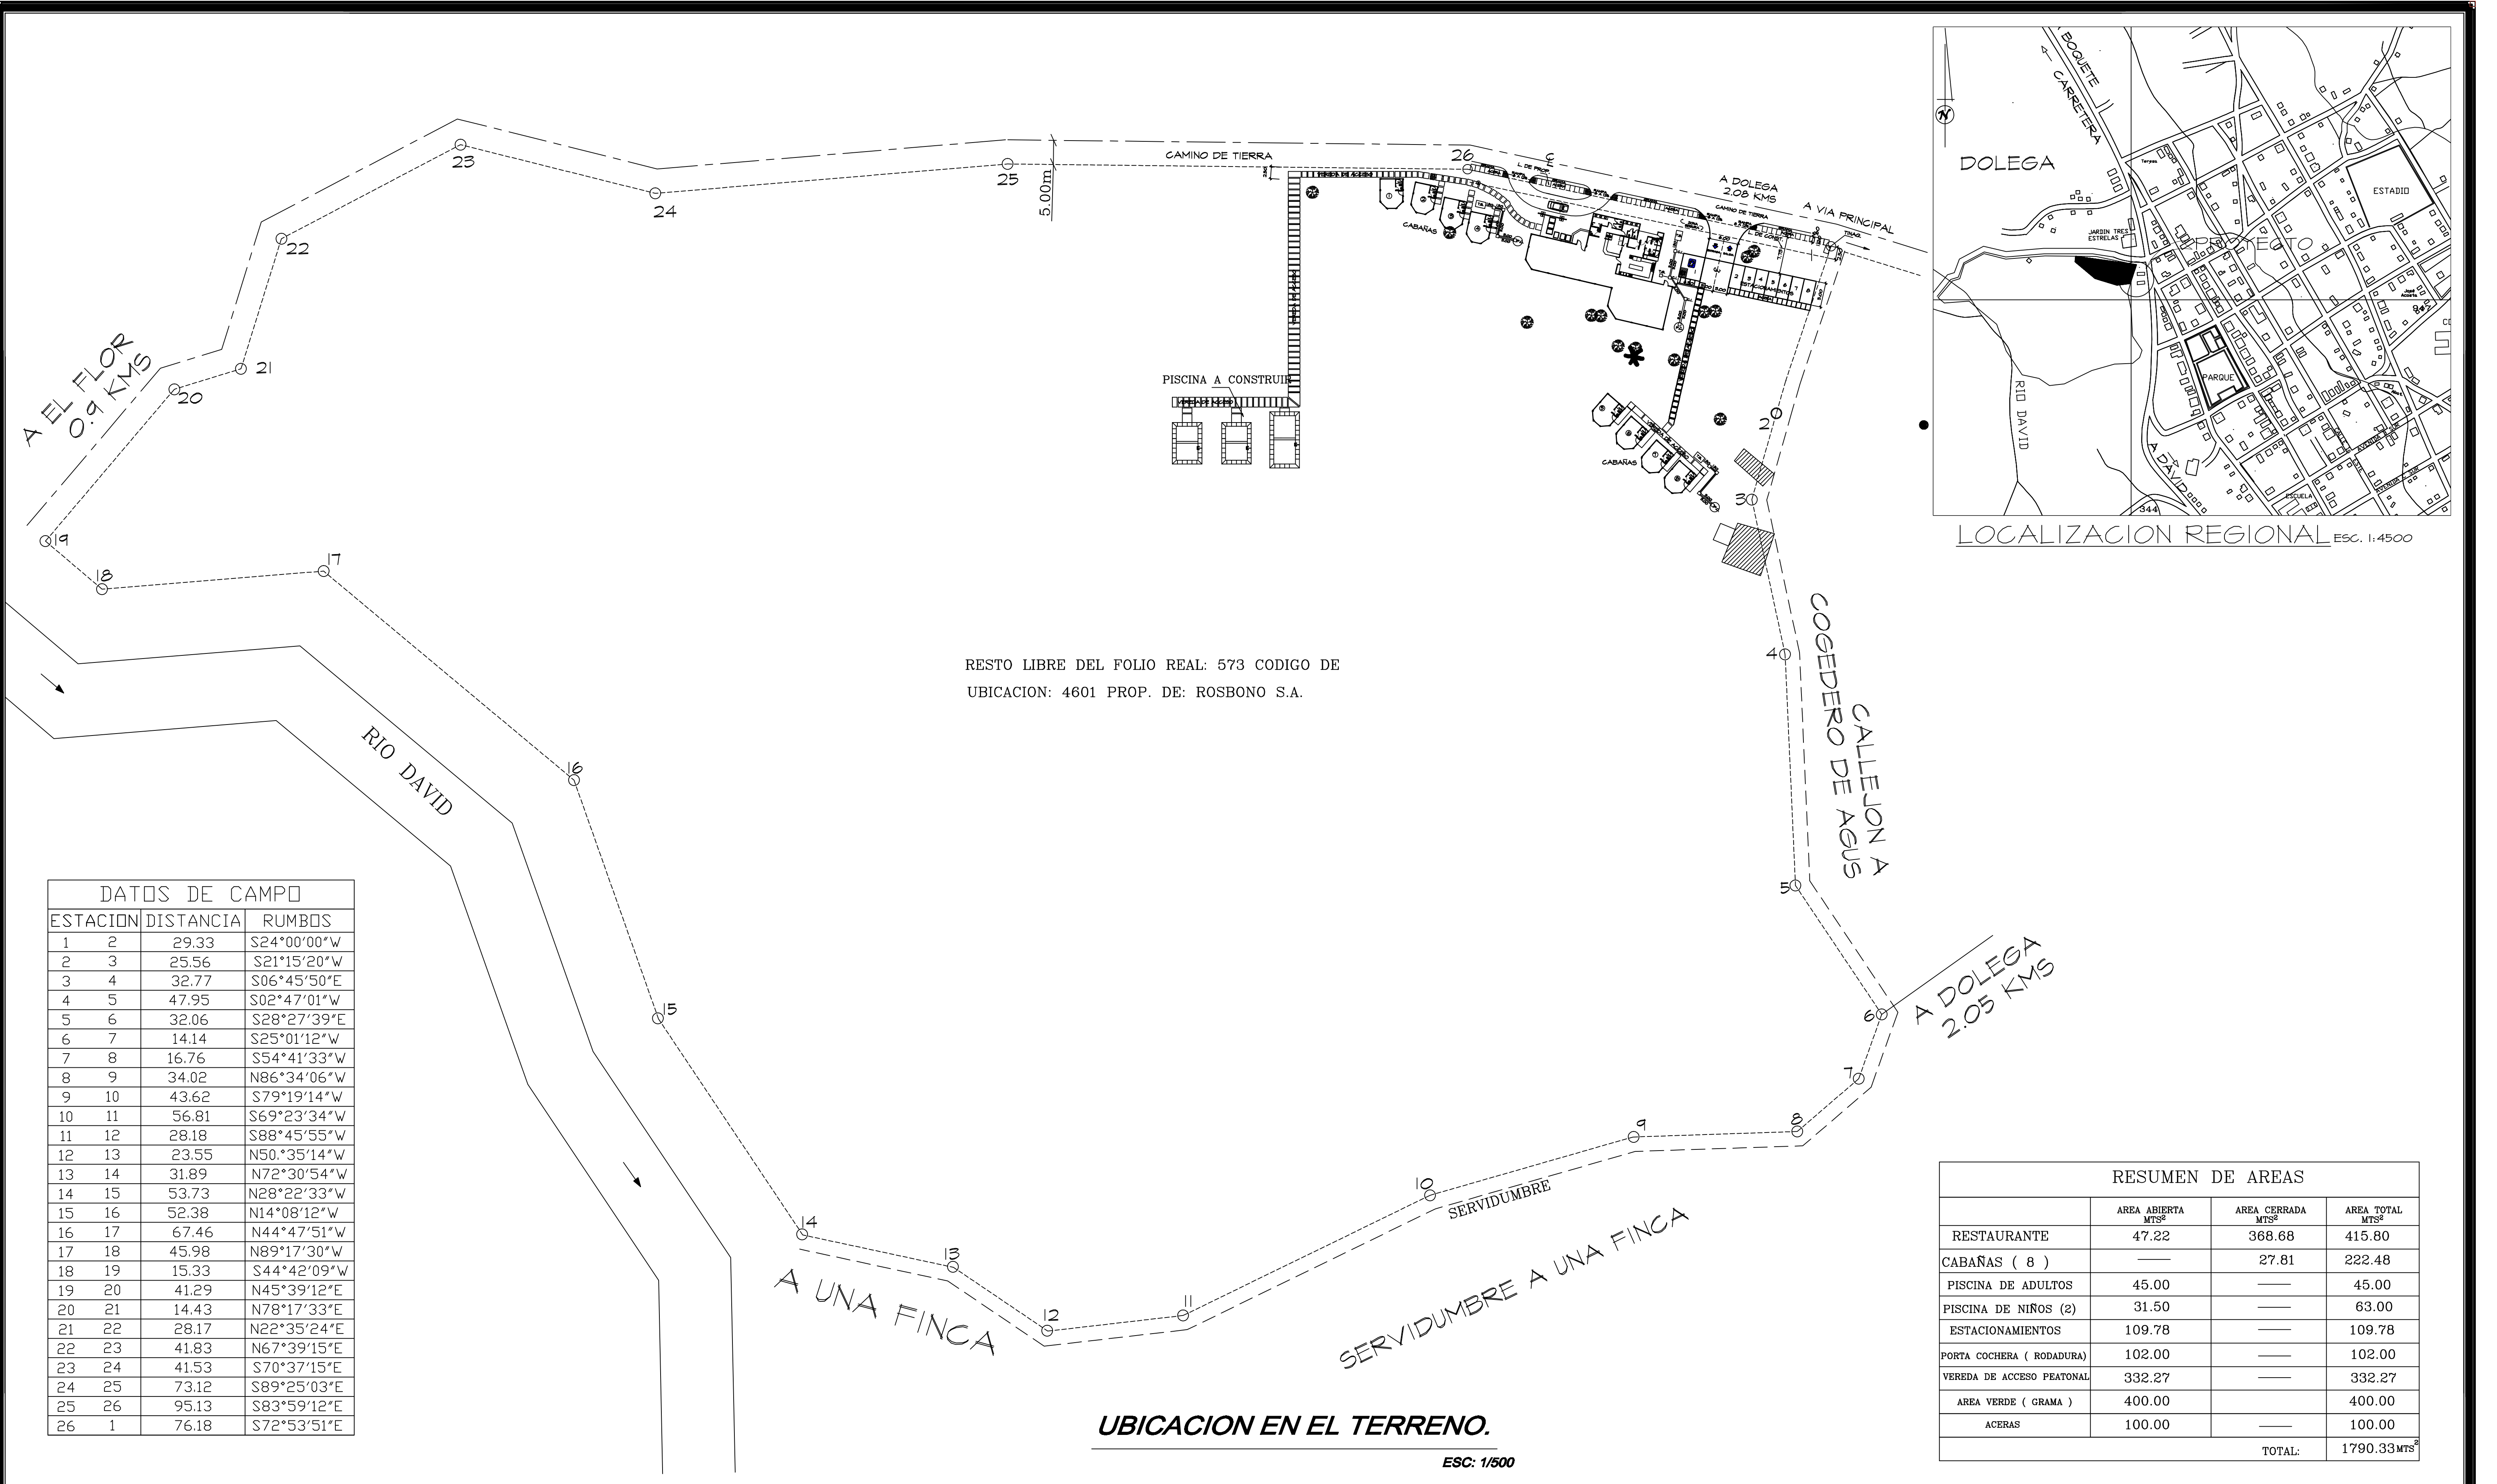 23
24
25
26
22
21
20
19
18
17
16
15
14
13
12
11
10
9
8
7
6
5
4
3
2
CAMINO DE TIERRA
5.00m
L. DE PROP.
A DOLEGA
2.08 KMS
CAMINO DE TIERRA
A VIA PRINCIPAL
CABAÑAS
ESTACIONAMIENTOS
2 3 4 5 6 7 8
PISCINA A CONSTRUIR
VEREDA DE ACCESO
CABAÑAS
A EL FLOR
0.9 KMS
RIO DAVID
RESTO LIBRE DEL FOLIO REAL: 573 CODIGO DE
UBICACION: 4601 PROP. DE: ROSBONO S.A.
CALLEJON A
COGEDERO DE AGUS
A DOLEGA
2.05 KMS
SERVIDUMBRE
SERVIDUMBRE A UNA FINCA
A UNA FINCA
BOQUETE
CARRETERA
N
DOLEGA
ESTADIO
JARDIN TRES
ESTRELAS
PROYECTO
José
Acosta
PARQUE
RIO DAVID
A DAVID
ESCUELA
344
LOCALIZACION REGIONAL ESC. 1:4500
DATOS DE CAMPO
ESTACION DISTANCIA RUMBOS
1 2 29.33 S24°00'00"W
2 3 25.56 S21°15'20"W
3 4 32.77 S06°45'50"E
4 5 47.95 S02°47'01"W
5 6 32.06 S28°27'39"E
6 7 14.14 S25°01'12"W
7 8 16.76 S54°41'33"W
8 9 34.02 N86°34'06"W
9 10 43.62 S79°19'14"W
10 11 56.81 S69°23'34"W
11 12 28.18 S88°45'55"W
12 13 23.55 N50.°35'14"W
13 14 31.89 N72°30'54"W
14 15 53.73 N28°22'33"W
15 16 52.38 N14°08'12"W
16 17 67.46 N44°47'51"W
17 18 45.98 N89°17'30"W
18 19 15.33 S44°42'09"W
19 20 41.29 N45°39'12"E
20 21 14.43 N78°17'33"E
21 22 28.17 N22°35'24"E
22 23 41.83 N67°39'15"E
23 24 41.53 S70°37'15"E
24 25 73.12 S89°25'03"E
25 26 95.13 S83°59'12"E
26 1 76.18 S72°53'51"E
RESUMEN DE AREAS
AREA ABIERTA MTS² AREA CERRADA MTS² AREA TOTAL MTS²
RESTAURANTE 47.22 368.68 415.80
CABAÑAS ( 8 ) —— 27.81 222.48
PISCINA DE ADULTOS 45.00 —— 45.00
PISCINA DE NIÑOS (2) 31.50 —— 63.00
ESTACIONAMIENTOS 109.78 —— 109.78
PORTA COCHERA ( RODADURA) 102.00 —— 102.00
VEREDA DE ACCESO PEATONAL 332.27 —— 332.27
AREA VERDE ( GRAMA ) 400.00 400.00
ACERAS 100.00 —— 100.00
TOTAL: 1790.33 MTS²
UBICACION EN EL TERRENO.
ESC: 1/500